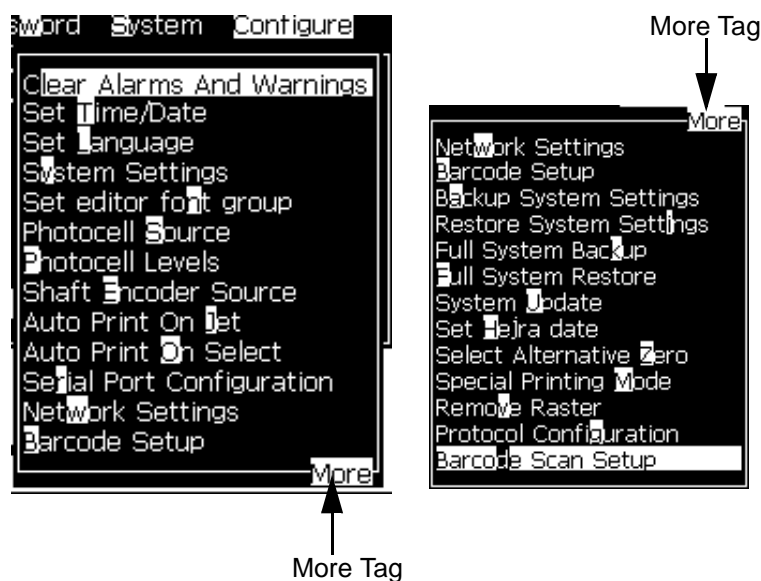 sword System Configure
Clear Alarms And Warnings
Set Time/Date
Set Language
System Settings
Set editor font group
Photocell Source
Photocell Levels
Shaft Encoder Source
Auto Print On Jet
Auto Print On Select
Serial Port Configuration
Network Settings
Barcode Setup
More
More Tag
More Tag
More
Network Settings
Barcode Setup
Backup System Settings
Restore System Settings
Full System Backup
Full System Restore
System Update
Set Hejra date
Select Alternative Zero
Special Printing Mode
Remove Raster
Protocol Configuration
Barcode Scan Setup